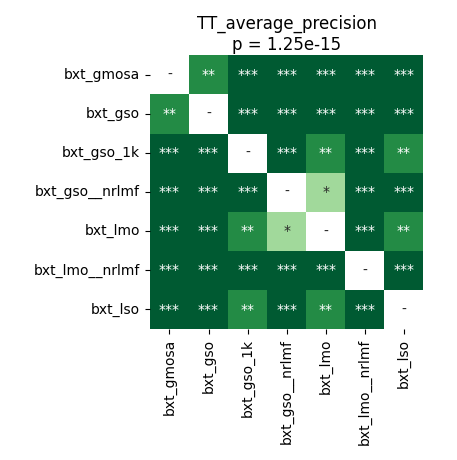 TT_average_precision
p = 1.25e-15
bxt_gmosa - ** *** *** *** *** ***
bxt_gso ** - *** *** *** *** ***
bxt_gso_1k *** *** - *** ** *** **
bxt_gso__nrlmf *** *** *** - * *** ***
bxt_lmo *** *** ** * - *** **
bxt_lmo__nrlmf *** *** *** *** *** - ***
bxt_lso *** *** ** *** ** *** -
bxt_gmosa
bxt_gso
bxt_gso_1k
bxt_gso__nrlmf
bxt_lmo
bxt_lmo__nrlmf
bxt_lso